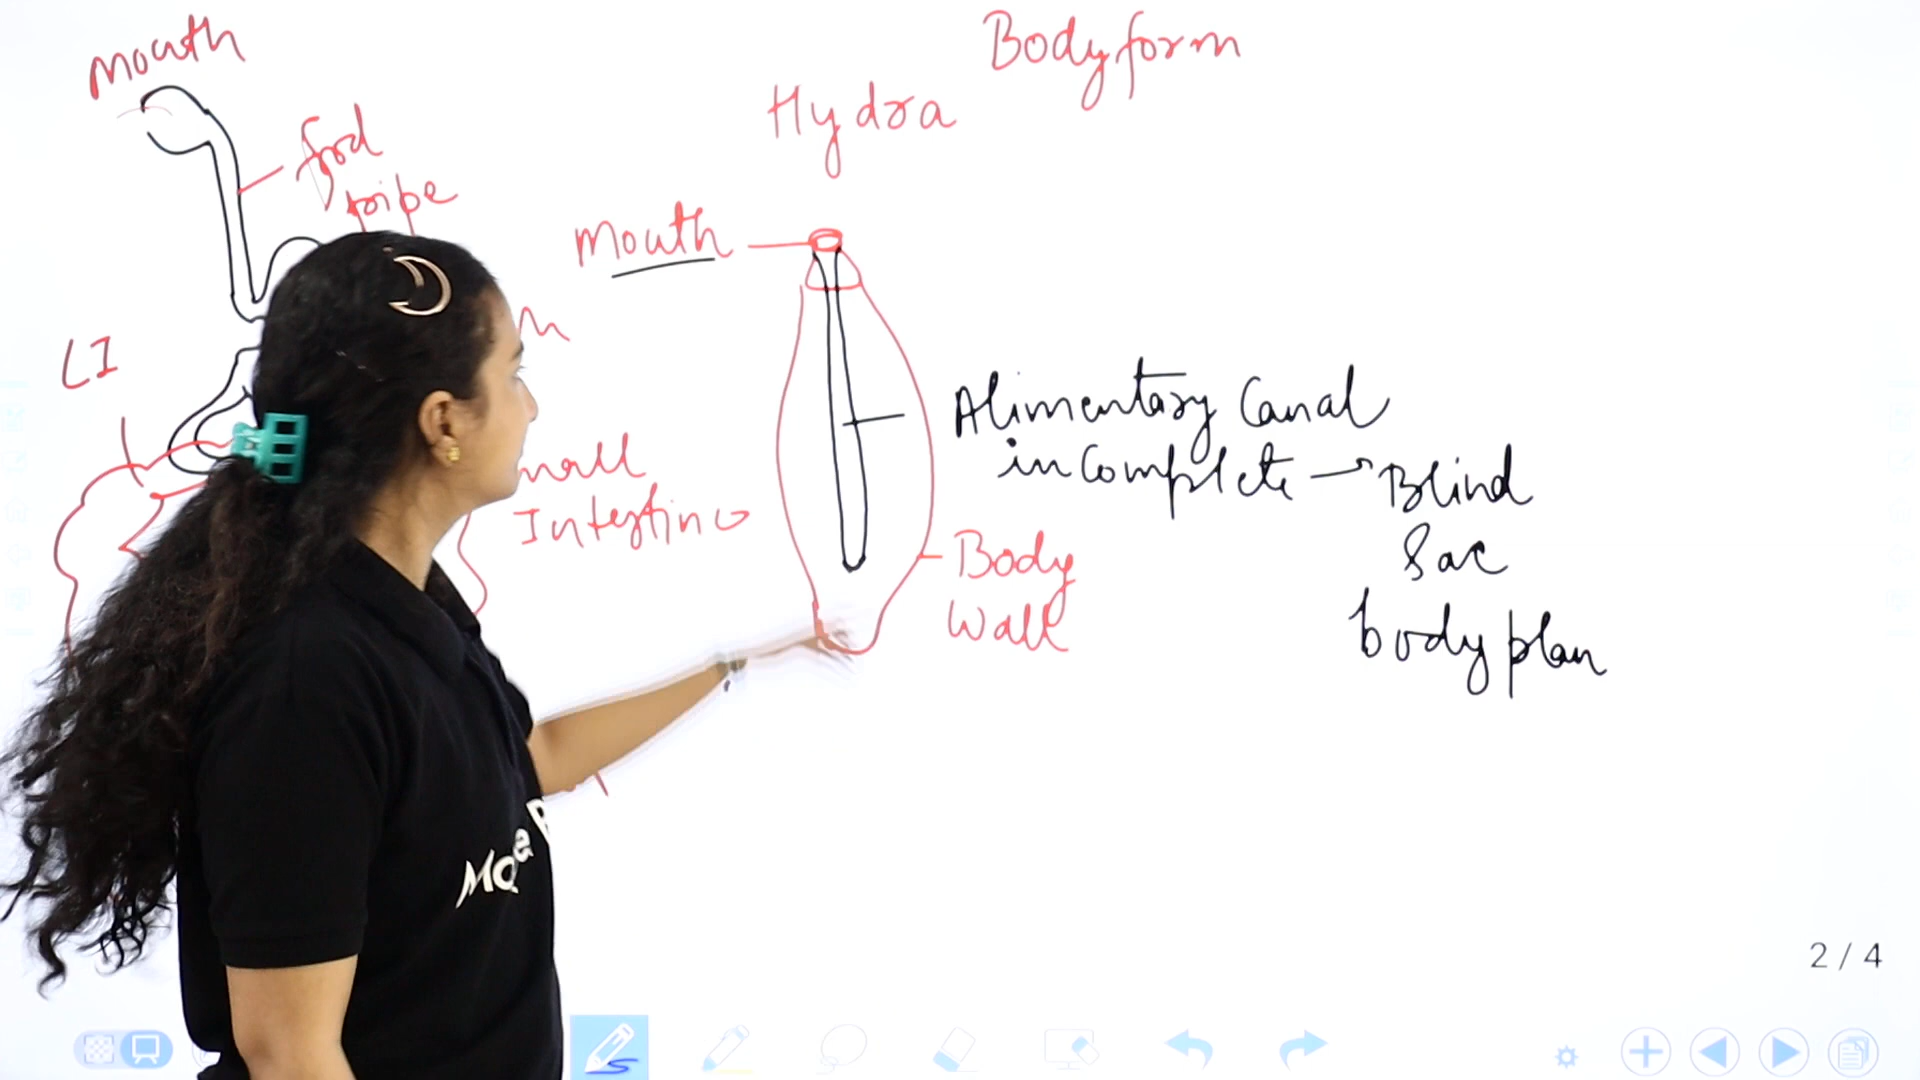 Mouth
food
pipe
LI
Small
Intestine
Body form
Hydra
Mouth
Alimentary Canal
incomplete → Blind
Sac
body plan
Body
Wall
2 / 4